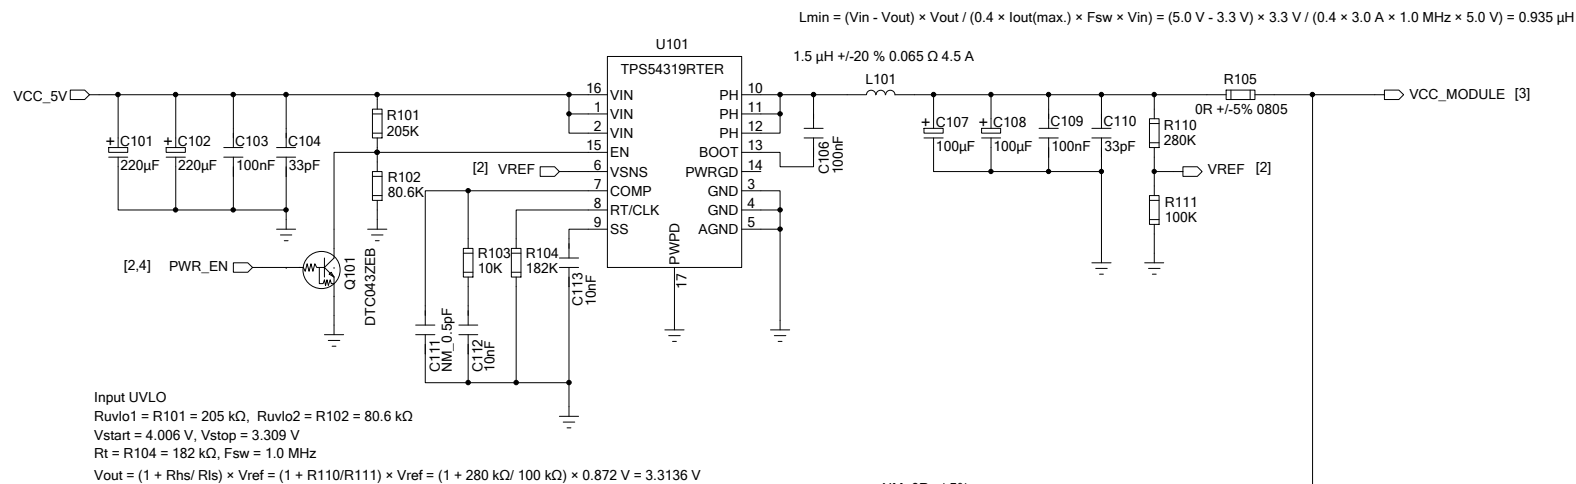 Lmin = (Vin - Vout) × Vout / (0.4 × Iout(max.) × Fsw × Vin) = (5.0 V - 3.3 V) × 3.3 V / (0.4 × 3.0 A × 1.0 MHz × 5.0 V) = 0.935 µH
U101
TPS54319RTER
1.5 µH +/-20 % 0.065 Ω 4.5 A
L101
R105
0R +/-5% 0805
VCC_5V
VCC_MODULE [3]
16 VIN
1 VIN
2 VIN
15 EN
6 VSNS
7 COMP
8 RT/CLK
9 SS
PH 10
PH 11
PH 12
BOOT 13
PWRGD 14
GND 3
GND 4
AGND 5
PWPD
17
+ C101
220µF
+ C102
220µF
C103
100nF
C104
33pF
R101
205K
R102
80.6K
[2] VREF
C106
100nF
+ C107
100µF
+ C108
100µF
C109
100nF
C110
33pF
R110
280K
VREF [2]
R111
100K
[2,4] PWR_EN
Q101
DTC043ZEB
R103
10K
R104
182K
C113
10nF
C111
NM_0.5pF
C112
10nF
Input UVLO
Ruvlo1 = R101 = 205 kΩ, Ruvlo2 = R102 = 80.6 kΩ
Vstart = 4.006 V, Vstop = 3.309 V
Rt = R104 = 182 kΩ, Fsw = 1.0 MHz
Vout = (1 + Rhs/ Rls) × Vref = (1 + R110/R111) × Vref = (1 + 280 kΩ/ 100 kΩ) × 0.872 V = 3.3136 V